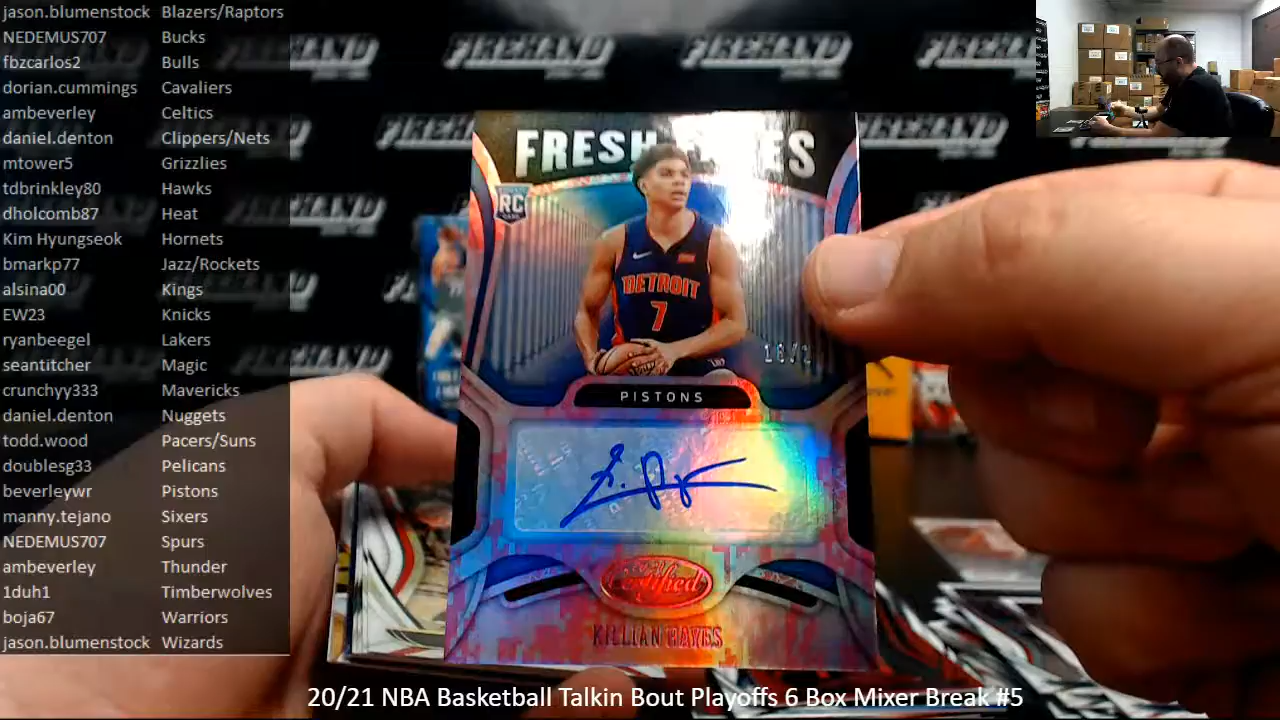 jason.blumenstock Blazers/Raptors
NEDEMUS707 Bucks
fbzcarlos2 Bulls
dorian.cummings Cavaliers
ambeverley Celtics
daniel.denton Clippers/Nets
mtower5 Grizzlies
tdbrinkley80 Hawks
dholcomb87 Heat
Kim Hyungseok Hornets
bmarkp77 Jazz/Rockets
alsina00 Kings
EW23 Knicks
ryanbeegel Lakers
seantitcher Magic
crunchyy333 Mavericks
daniel.denton Nuggets
todd.wood Pacers/Suns
doublesg33 Pelicans
beverleywr Pistons
manny.tejano Sixers
NEDEMUS707 Spurs
ambeverley Thunder
1duh1 Timberwolves
boja67 Warriors
jason.blumenstock Wizards
FIREHAND FIREHAND FIREHAND
FRESH
RC
DETROIT
7
PISTONS
Certified
KILLIAN HAYES
20/21 NBA Basketball Talkin Bout Playoffs 6 Box Mixer Break #5